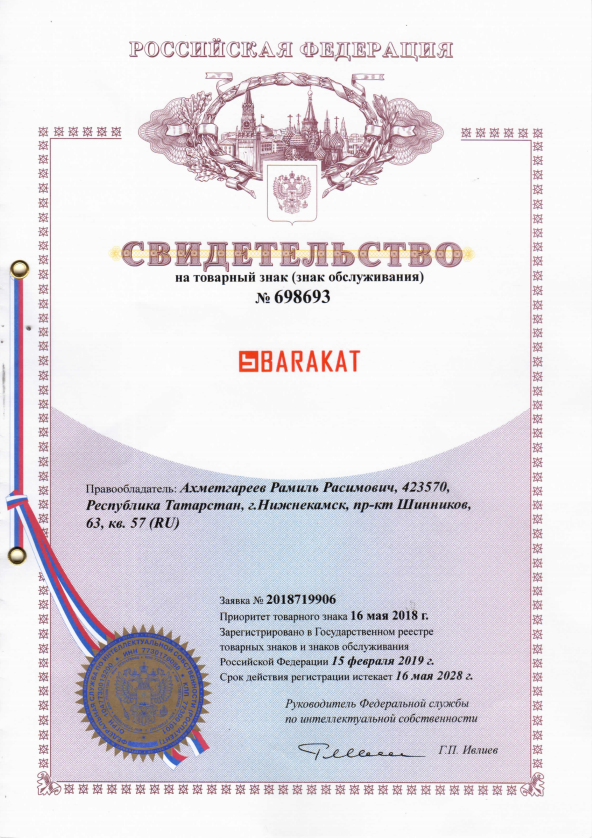 РОССИЙСКАЯ ФЕДЕРАЦИЯ
СВИДЕТЕЛЬСТВО
на товарный знак (знак обслуживания)
№ 698693
BARAKAT
Правообладатель: Ахметгареев Рамиль Расимович, 423570,
Республика Татарстан, г.Нижнекамск, пр-кт Шинников,
63, кв. 57 (RU)
Заявка № 2018719906
Приоритет товарного знака 16 мая 2018 г.
Зарегистрировано в Государственном реестре
товарных знаков и знаков обслуживания
Российской Федерации 15 февраля 2019 г.
Срок действия регистрации истекает 16 мая 2028 г.
Руководитель Федеральной службы
по интеллектуальной собственности
Г.П. Ивлиев